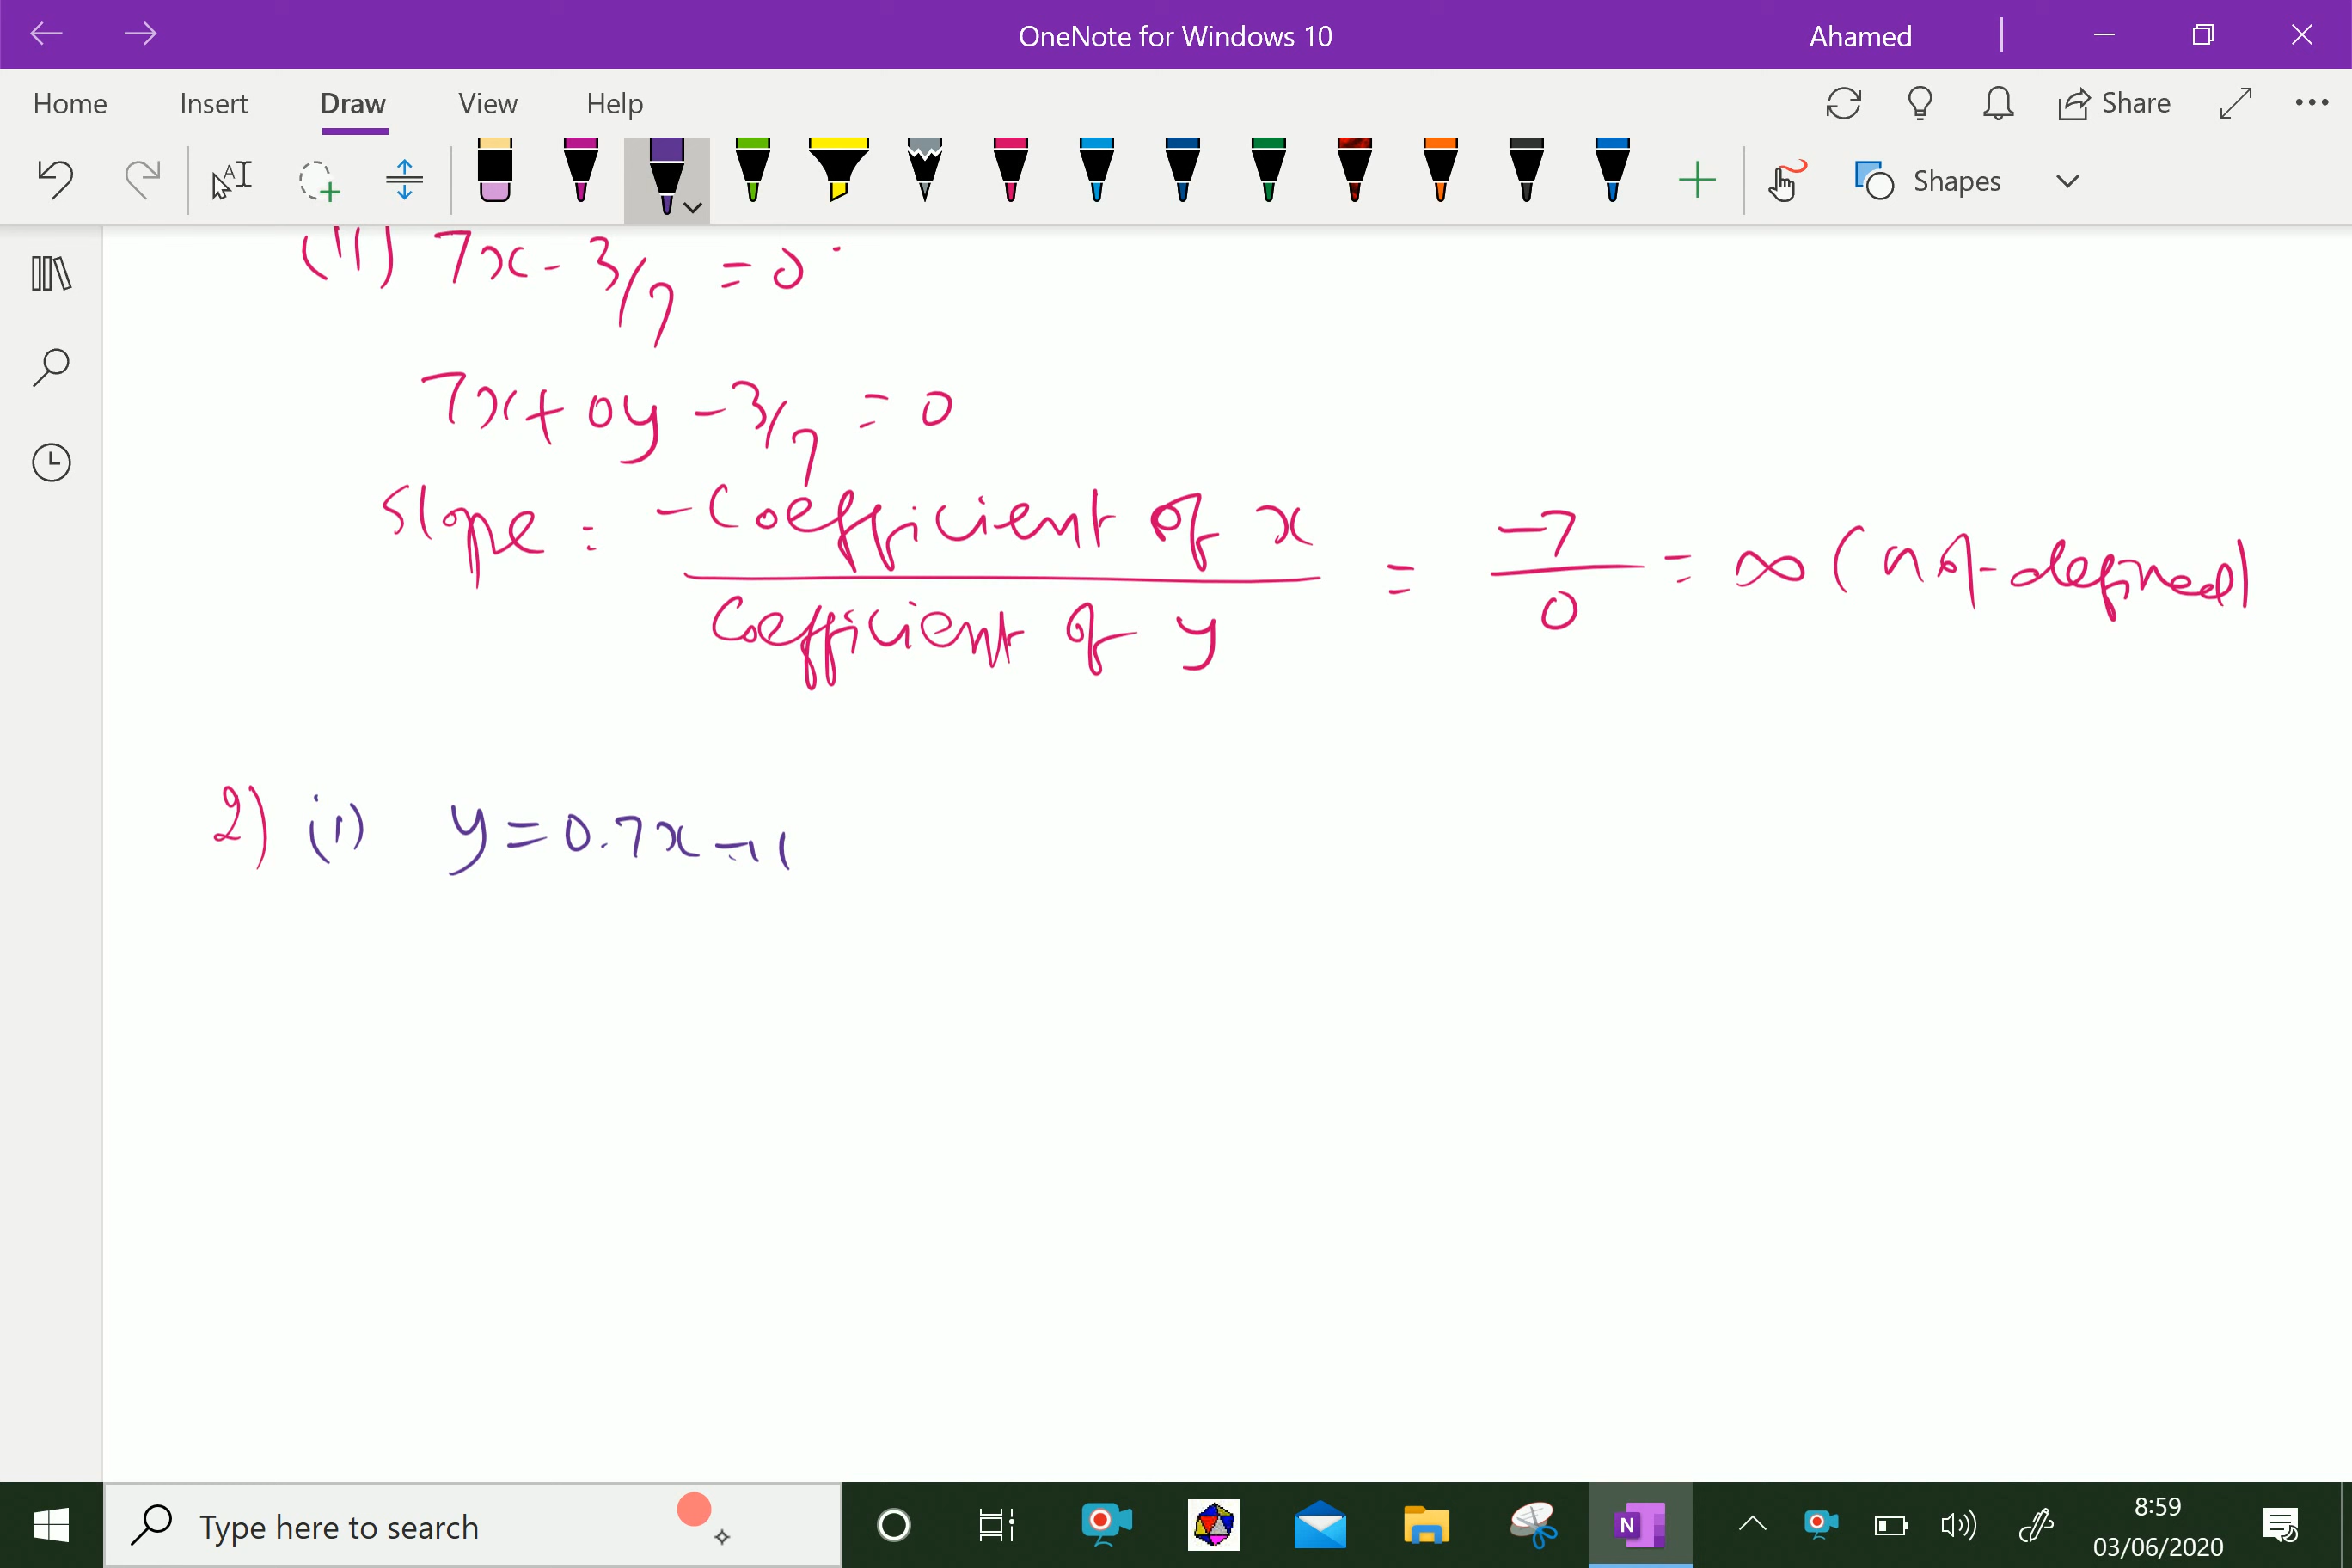 OneNote for Windows 10
Ahamed
Home Insert Draw View Help
Share
Shapes
(ii) 7x - 3/7 = 0
7x + 0y - 3/7 = 0
Slope = -Coefficient of x / Coefficient of y = -7/0 = ∞ (not-defined)
2) (i) y = 0.7x - 11
Type here to search
8:59
03/06/2020